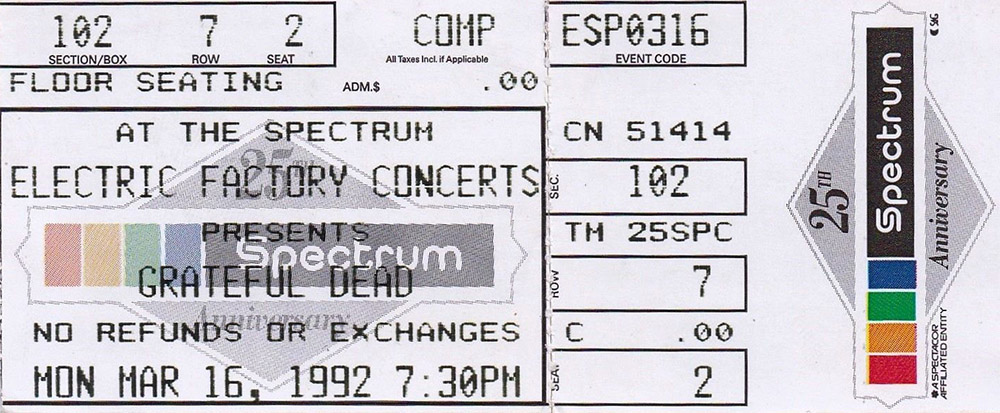 102 7 2 COMP
SECTION/BOX ROW SEAT All Taxes Incl. if Applicable
FLOOR SEATING ADM.$ .00
AT THE SPECTRUM
25TH
ELECTRIC FACTORY CONCERTS
PRESENTS
Spectrum
GRATEFUL DEAD
Anniversary
NO REFUNDS OR EXCHANGES
MON MAR 16, 1992 7:30PM
ESP0316
EVENT CODE
CN 51414
SEC. 102
TM 25SPC
ROW 7
C .00
SEAT 2
25TH
Spectrum
Anniversary
A SPECTACOR
AFFILIATED ENTITY